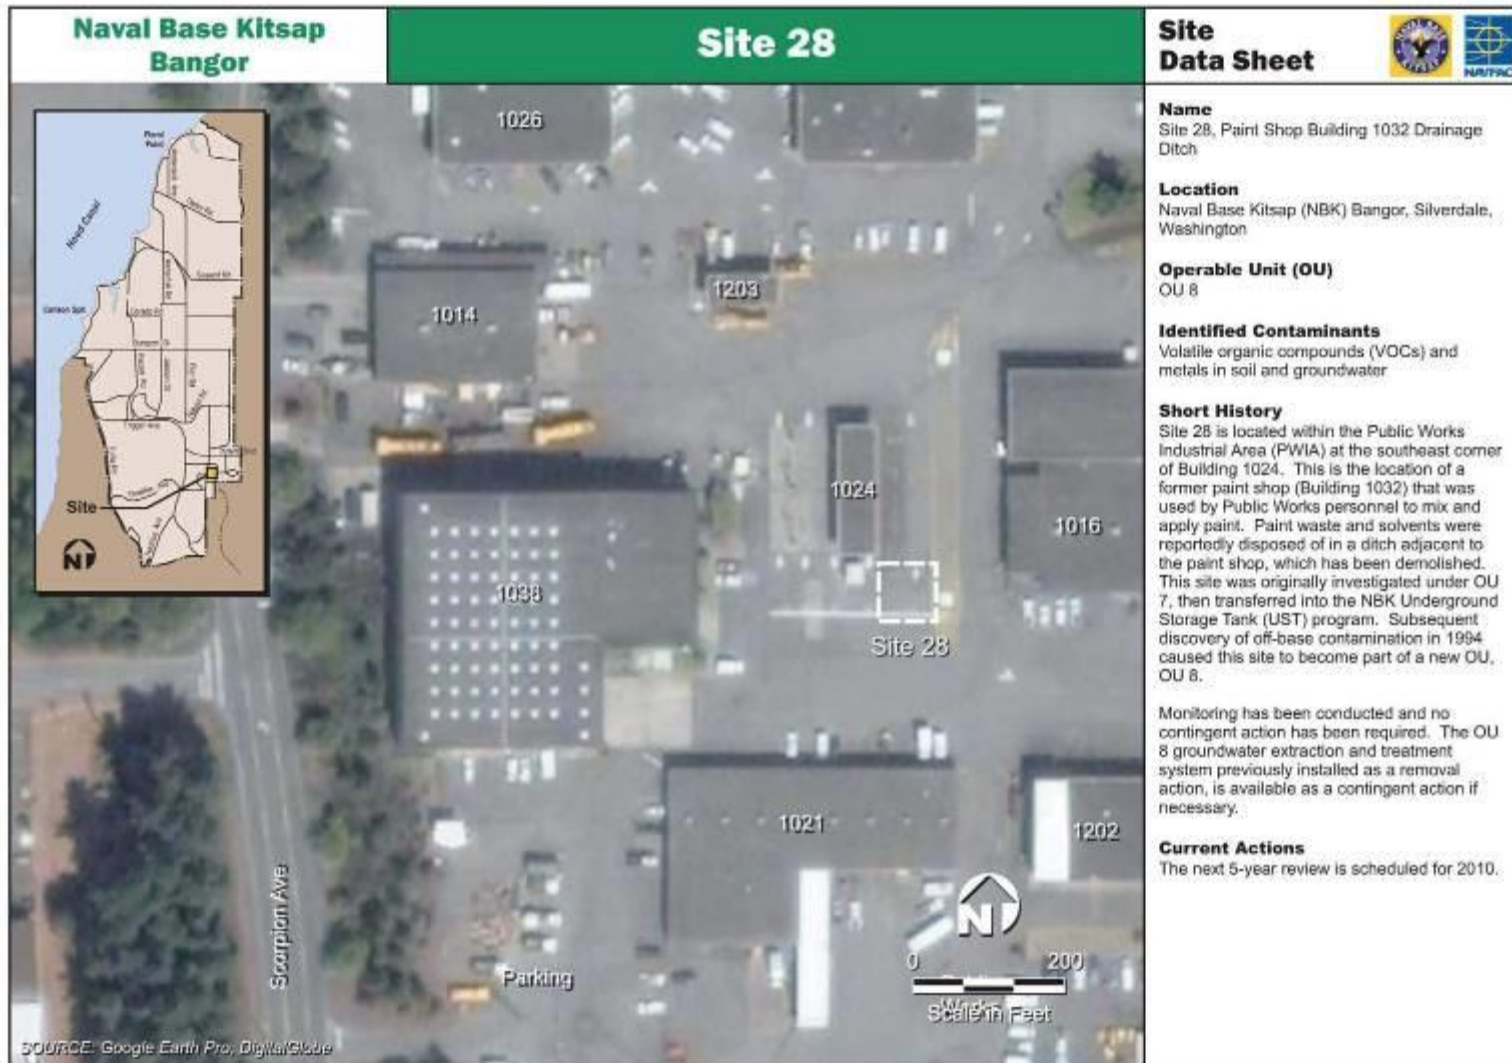 Naval Base Kitsap
Bangor
Site 28
Site
Data Sheet
NAVFAC
Floral
Point
Hood Canal
Site
N
1026
1014
1203
1024
1016
1038
Site 28
1021
1202
Scorpion Ave
Parking
N
0 200
Scale in Feet
SOURCE: Google Earth Pro, DigitalGlobe
Name
Site 28, Paint Shop Building 1032 Drainage
Ditch
Location
Naval Base Kitsap (NBK) Bangor, Silverdale,
Washington
Operable Unit (OU)
OU 8
Identified Contaminants
Volatile organic compounds (VOCs) and
metals in soil and groundwater
Short History
Site 28 is located within the Public Works
Industrial Area (PWIA) at the southeast corner
of Building 1024. This is the location of a
former paint shop (Building 1032) that was
used by Public Works personnel to mix and
apply paint. Paint waste and solvents were
reportedly disposed of in a ditch adjacent to
the paint shop, which has been demolished.
This site was originally investigated under OU
7, then transferred into the NBK Underground
Storage Tank (UST) program. Subsequent
discovery of off-base contamination in 1994
caused this site to become part of a new OU,
OU 8.
Monitoring has been conducted and no
contingent action has been required. The OU
8 groundwater extraction and treatment
system previously installed as a removal
action, is available as a contingent action if
necessary.
Current Actions
The next 5-year review is scheduled for 2010.